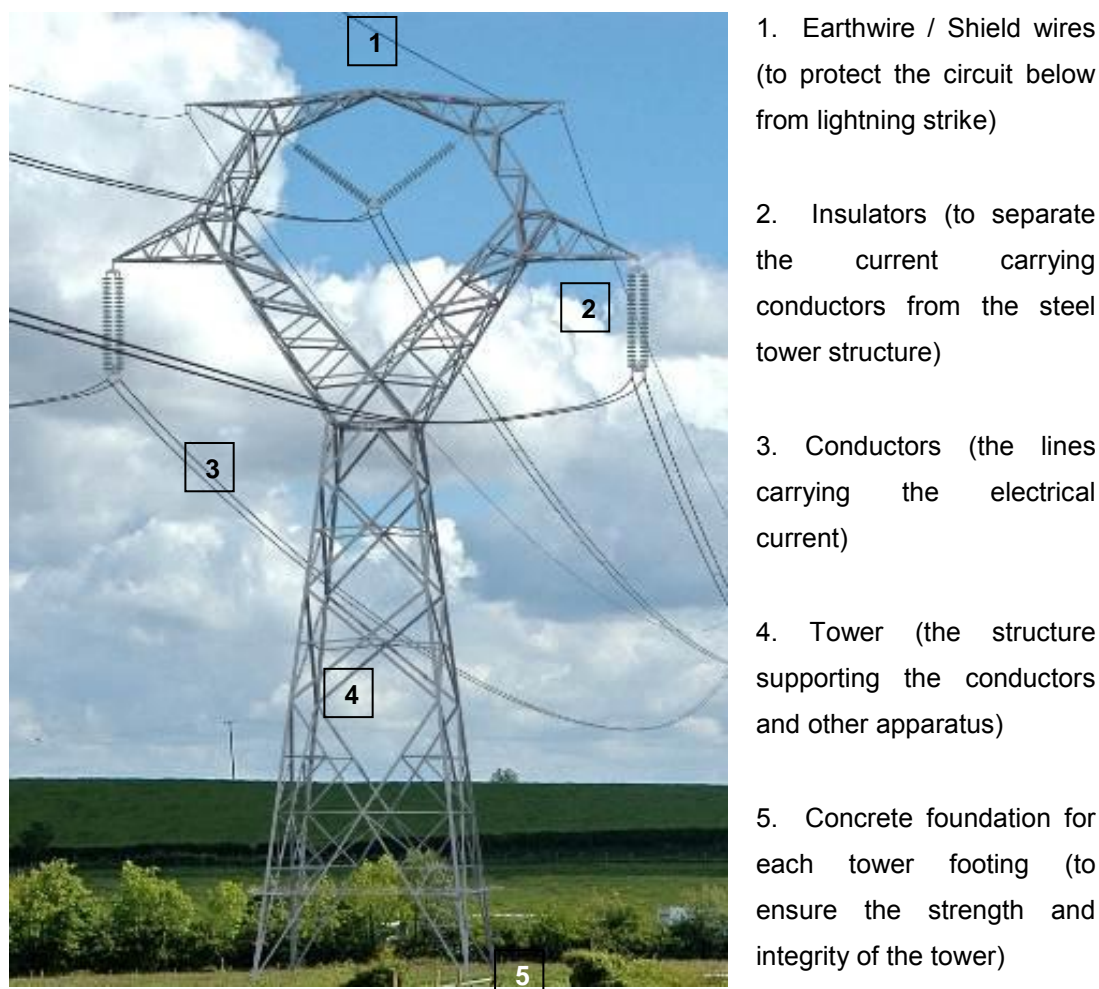 1
2
3
4
5
1. Earthwire / Shield wires
(to protect the circuit below
from lightning strike)
2. Insulators (to separate
the current carrying
conductors from the steel
tower structure)
3. Conductors (the lines
carrying the electrical
current)
4. Tower (the structure
supporting the conductors
and other apparatus)
5. Concrete foundation for
each tower footing (to
ensure the strength and
integrity of the tower)